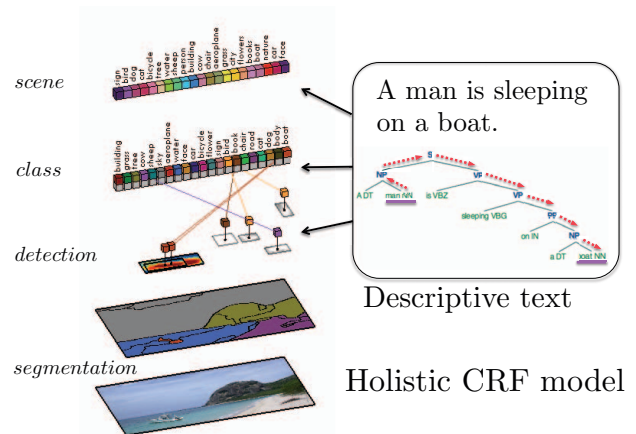 sign
bird
dog
cat
bicycle
tree
water
sheep
person
building
cow
chair
aeroplane
grass
city
flowers
books
boat
nature
car
face
scene
building
grass
tree
cow
sheep
sky
aeroplane
water
face
car
bicycle
flower
sign
bird
book
chair
road
cat
dog
body
boat
class
detection
segmentation
A man is sleeping
on a boat.
S
NP VP
A DT man NN is VBZ VP
sleeping VBG PP
on IN NP
a DT boat NN
Descriptive text
Holistic CRF model